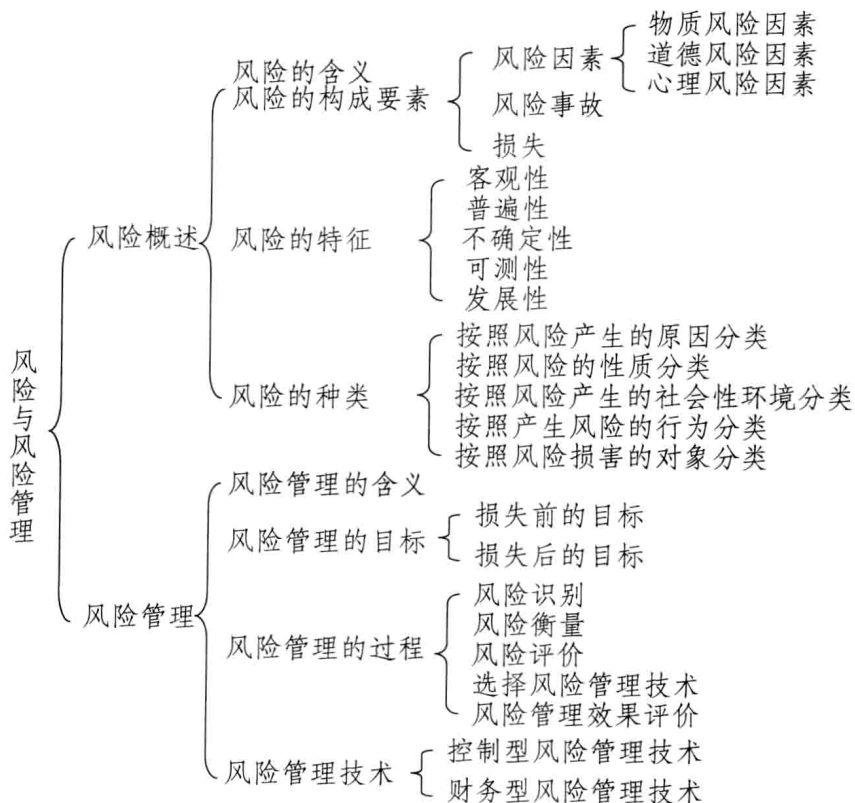 物质风险因素
风险因素
道德风险因素
心理风险因素
风险的含义
风险的构成要素
风险事故
损失
客观性
普遍性
风险概述
风险的特征
不确定性
可测性
发展性
按照风险产生的原因分类
按照风险的性质分类
风险的种类
按照风险产生的社会性环境分类
按照产生风险的行为分类
按照风险损害的对象分类
风险与风险管理
风险管理的含义
损失前的目标
风险管理的目标
损失后的目标
风险管理
风险识别
风险衡量
风险管理的过程
风险评价
选择风险管理技术
风险管理效果评价
控制型风险管理技术
风险管理技术
财务型风险管理技术